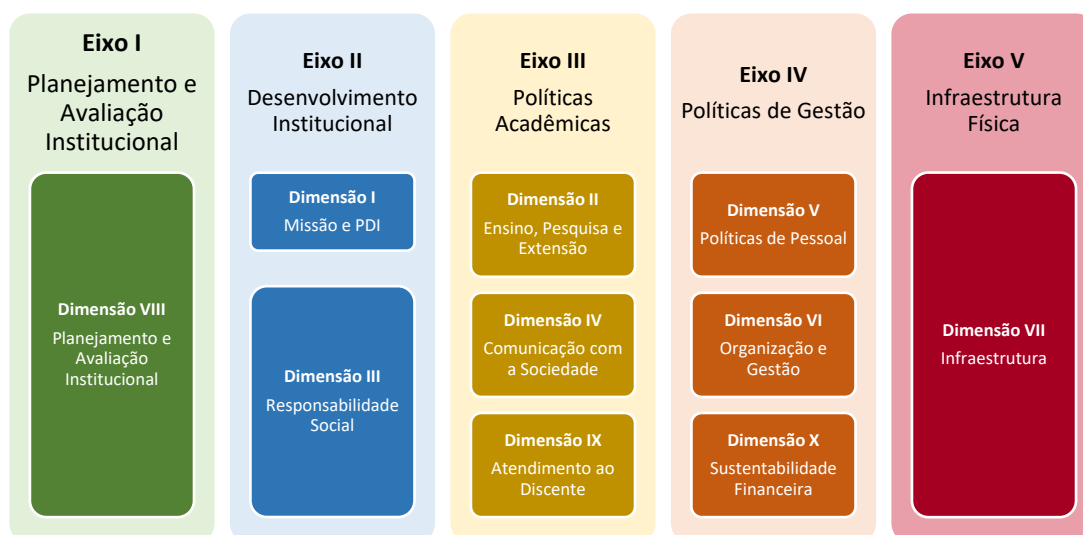 Eixo I
Planejamento e
Avaliação
Institucional
Dimensão VIII
Planejamento e
Avaliação
Institucional
Eixo II
Desenvolvimento
Institucional
Dimensão I
Missão e PDI
Dimensão III
Responsabilidade
Social
Eixo III
Políticas
Acadêmicas
Dimensão II
Ensino, Pesquisa e
Extensão
Dimensão IV
Comunicação com
a Sociedade
Dimensão IX
Atendimento ao
Discente
Eixo IV
Políticas de Gestão
Dimensão V
Políticas de Pessoal
Dimensão VI
Organização e
Gestão
Dimensão X
Sustentabilidade
Financeira
Eixo V
Infraestrutura
Física
Dimensão VII
Infraestrutura